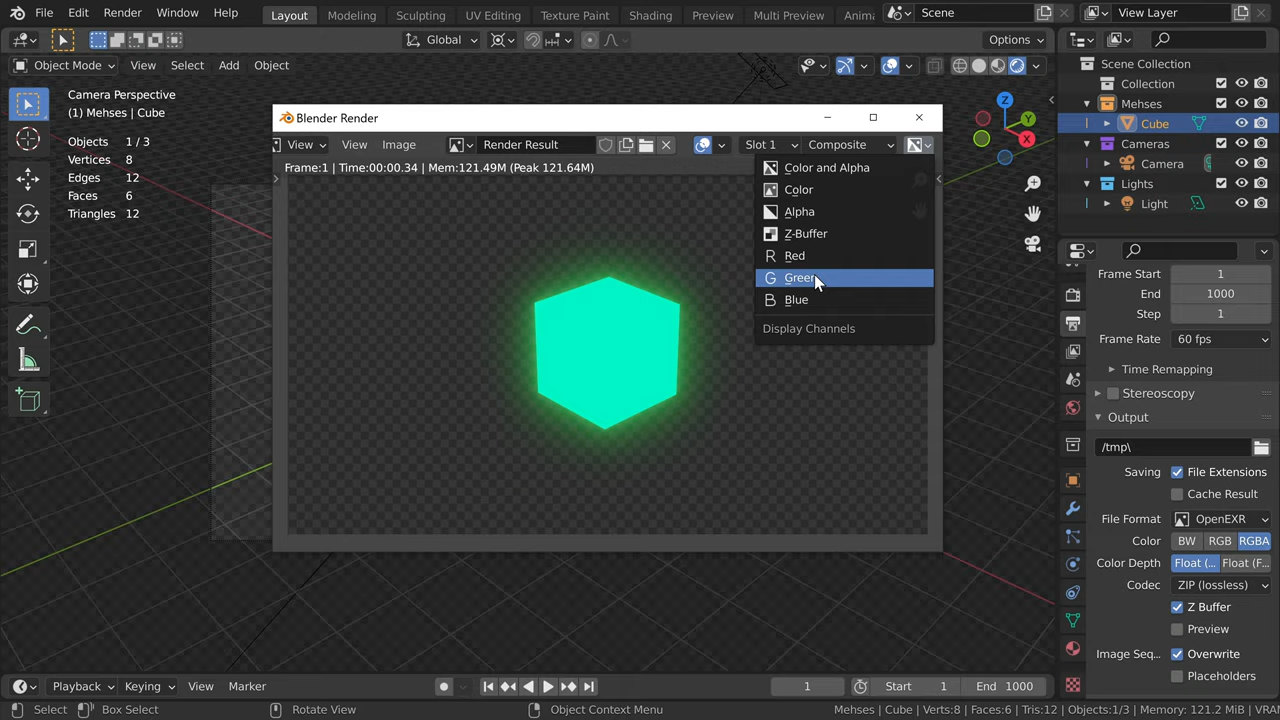 File Edit Render Window Help Layout Modeling Sculpting UV Editing Texture Paint Shading Preview Multi Preview Anima Scene View Layer
Global Options
Object Mode View Select Add Object
Camera Perspective
(1) Mehses | Cube
Objects 1 / 3
Vertices 8
Edges 12
Faces 6
Triangles 12
Blender Render
View View Image Render Result Slot 1 Composite
Frame:1 | Time:00:00.34 | Mem:121.49M (Peak 121.64M)
Color and Alpha
Color
Alpha
Z-Buffer
R Red
G Green
B Blue
Display Channels
Z
Y
X
Scene Collection
Collection
Mehses
Cube
Cameras
Camera
Lights
Light
Frame Start 1
End 1000
Step 1
Frame Rate 60 fps
Time Remapping
Stereoscopy
Output
/tmp\
Saving File Extensions
Cache Result
File Format OpenEXR
Color BW RGB RGBA
Color Depth Float (... Float (F...
Codec ZIP (lossless)
Z Buffer
Preview
Image Seq... Overwrite
Placeholders
Playback Keying View Marker 1 Start 1 End 1000
Select Box Select Rotate View Object Context Menu Mehses | Cube | Verts:8 | Faces:6 | Tris:12 | Objects:1/3 | Memory: 121.2 MiB | VRA